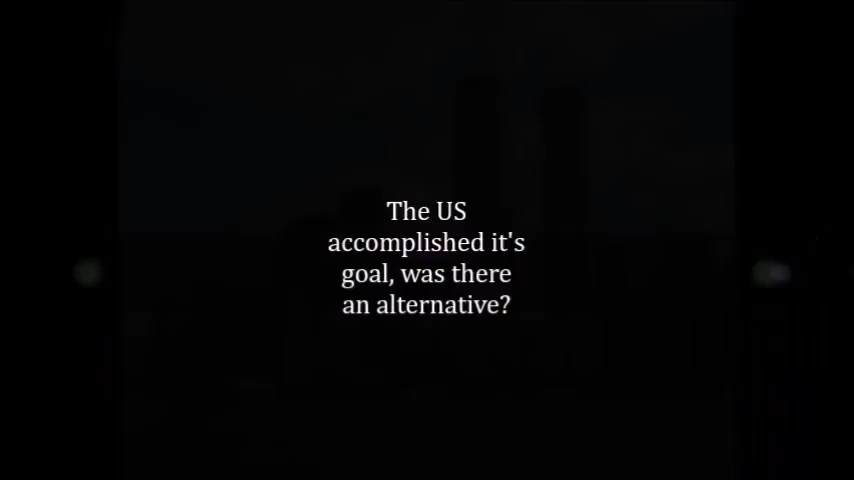 The US
accomplished it's
goal, was there
an alternative?